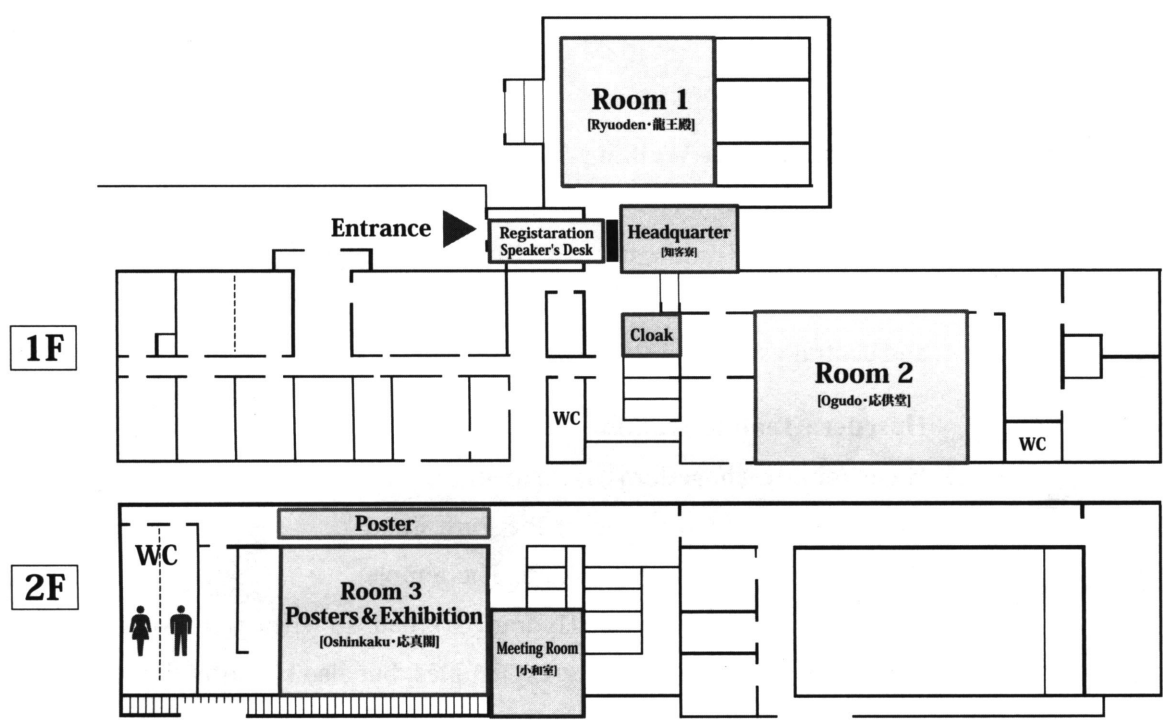 Room 1
[Ryuoden・龍王殿]
Entrance
Registaration
Speaker's Desk
Headquarter
[知客寮]
1F
Cloak
Room 2
[Ogudo・応供堂]
WC
WC
2F
Poster
WC
Room 3
Posters & Exhibition
[Oshinkaku・応真閣]
Meeting Room
[小和室]